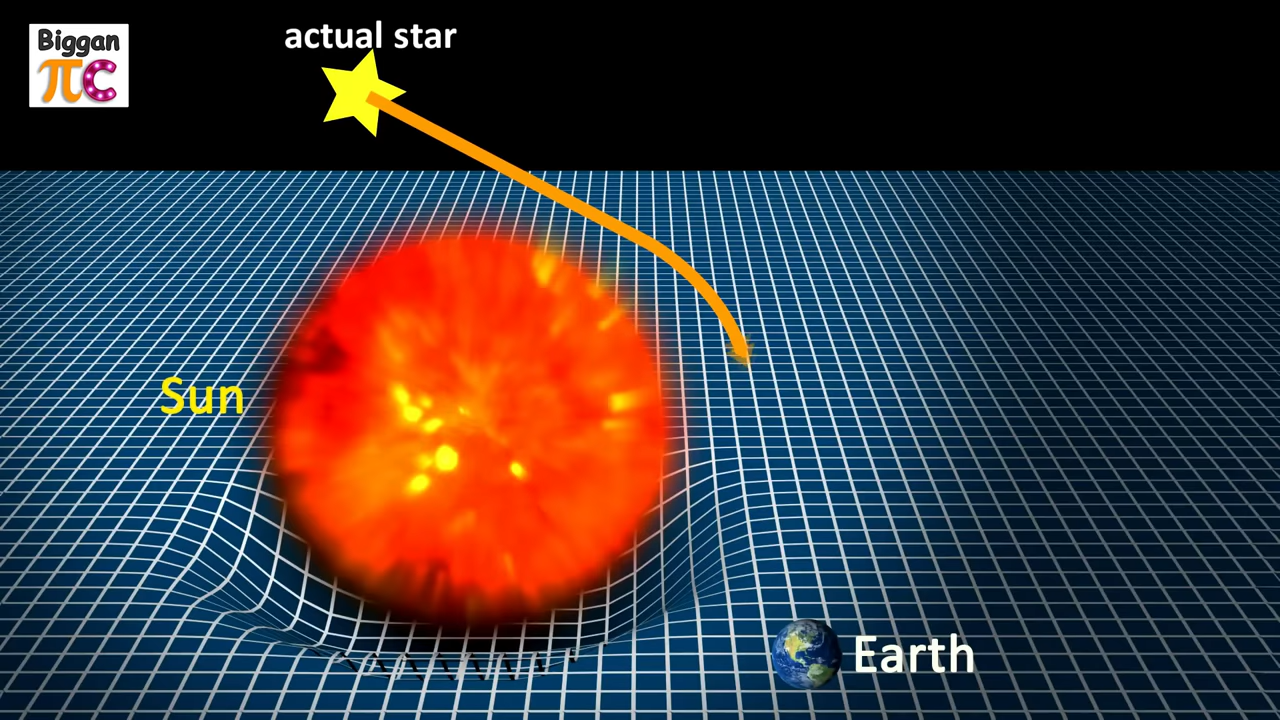 Biggan
πC
actual star
Sun
Earth